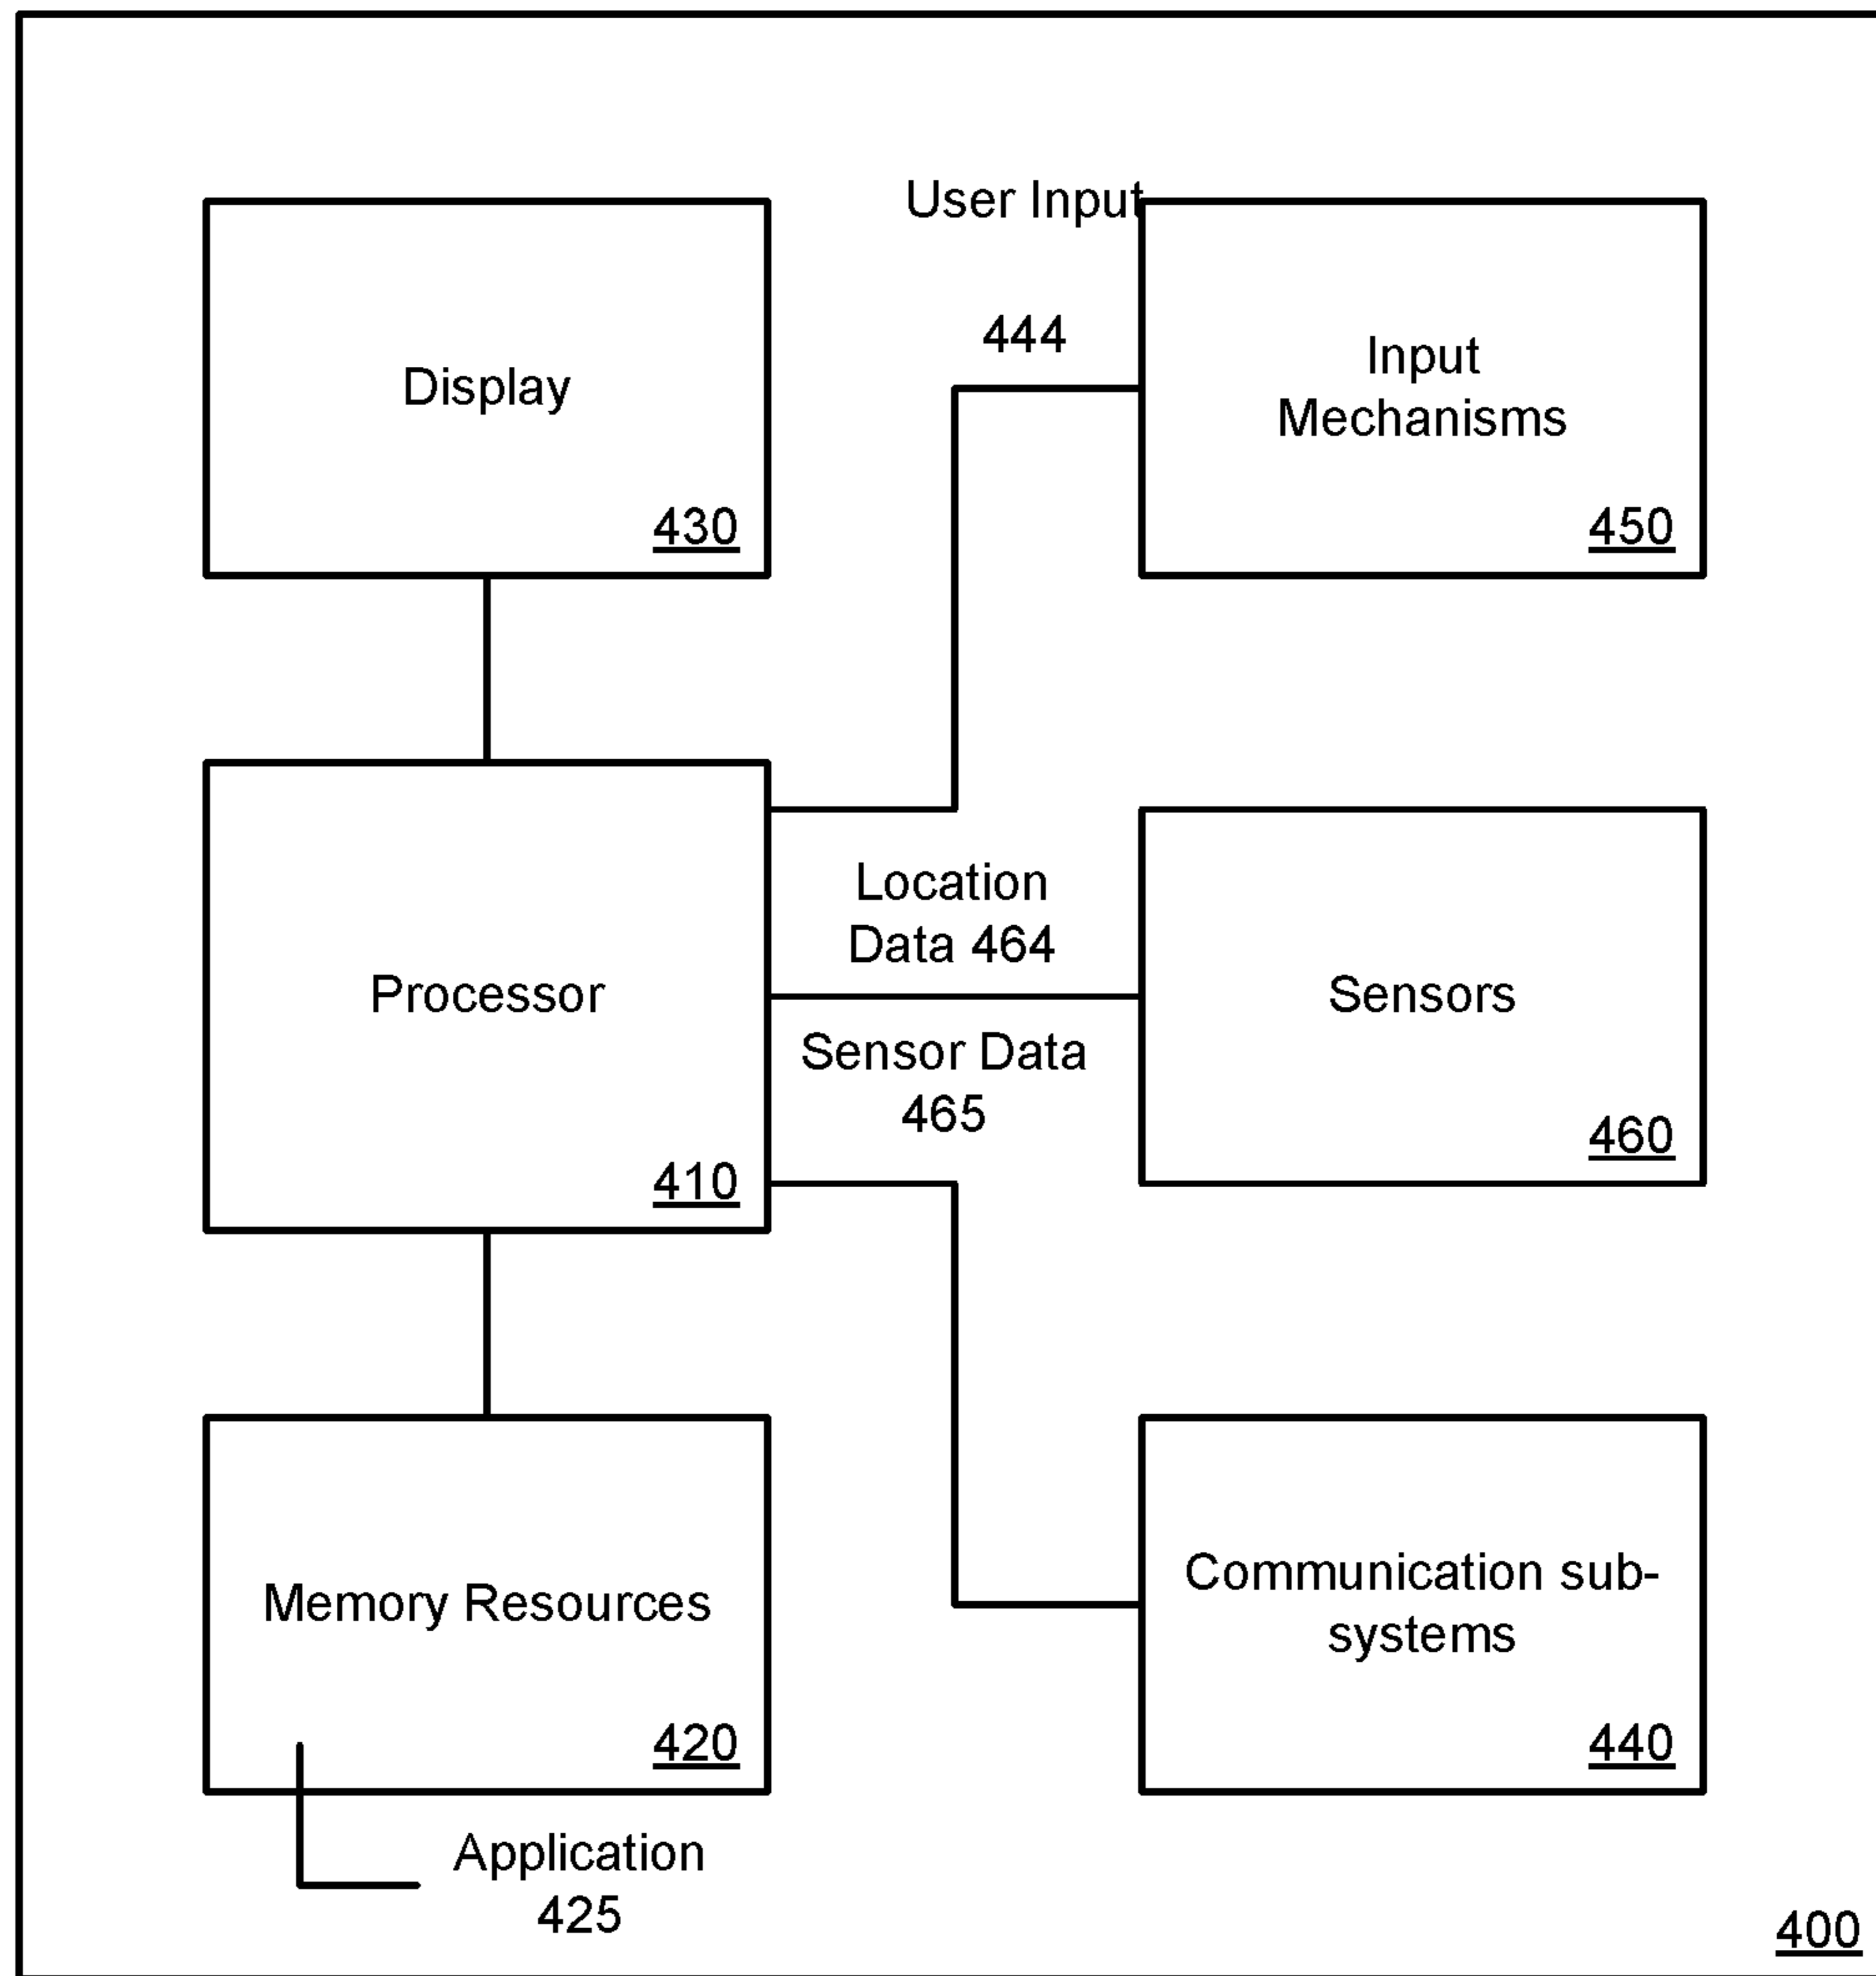 User Input
444
Display
430
Input
Mechanisms
450
Location
Data 464
Processor
410
Sensor Data
465
Sensors
460
Memory Resources
420
Communication sub-
systems
440
Application
425
400